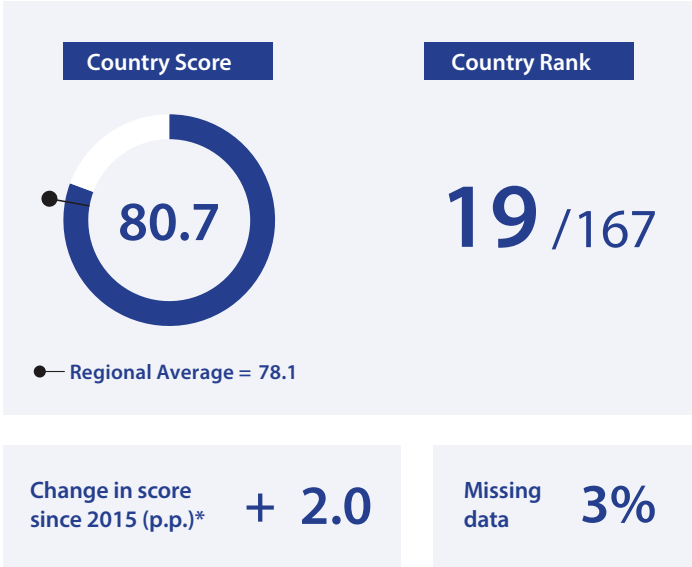 Country Score
Country Rank
80.7
19 /167
Regional Average = 78.1
Change in score
since 2015 (p.p.)*
+ 2.0
Missing
data
3%